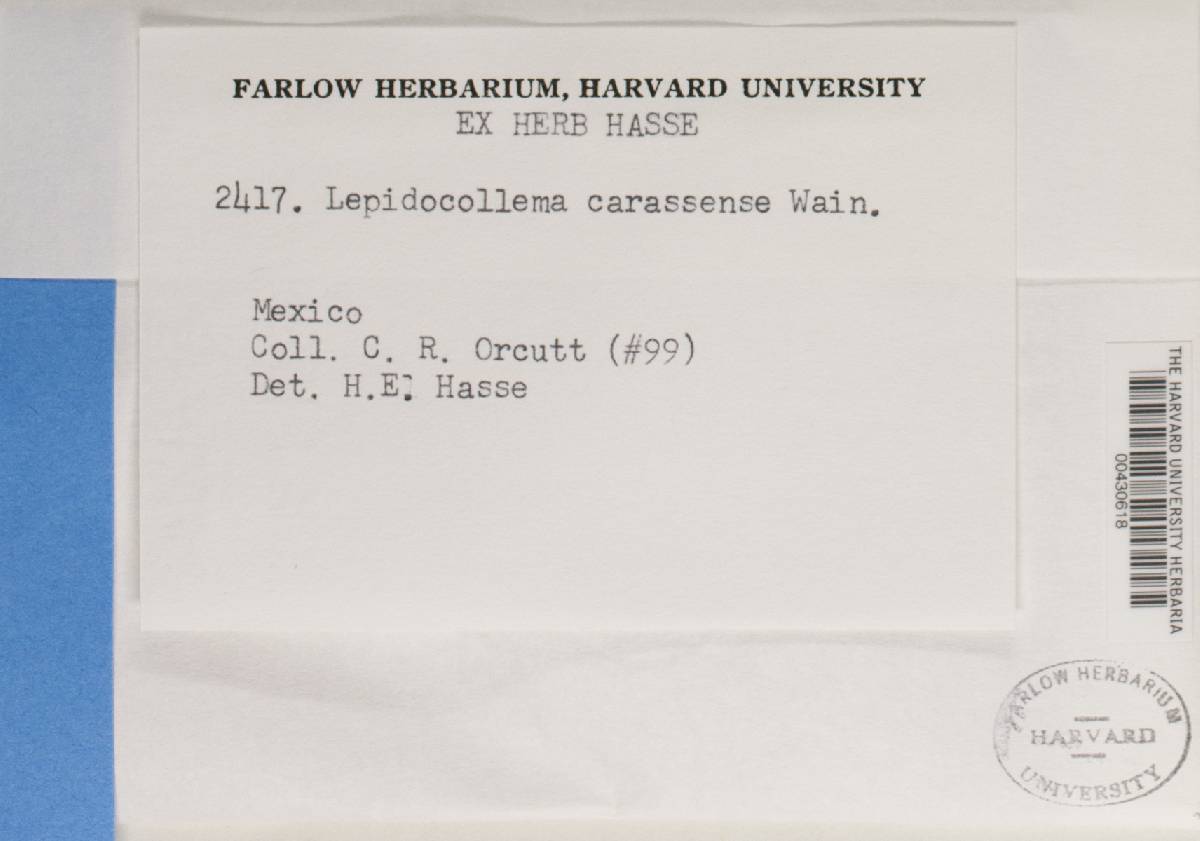 FARLOW HERBARIUM, HARVARD UNIVERSITY
EX HERB HASSE
2417. Lepidocollema carassense Wain.
Mexico
Coll. C. R. Orcutt (#99)
Det. H.E. Hasse
THE HARVARD UNIVERSITY HERBARIA
00430618
FARLOW HERBARIUM
HARVARD
UNIVERSITY